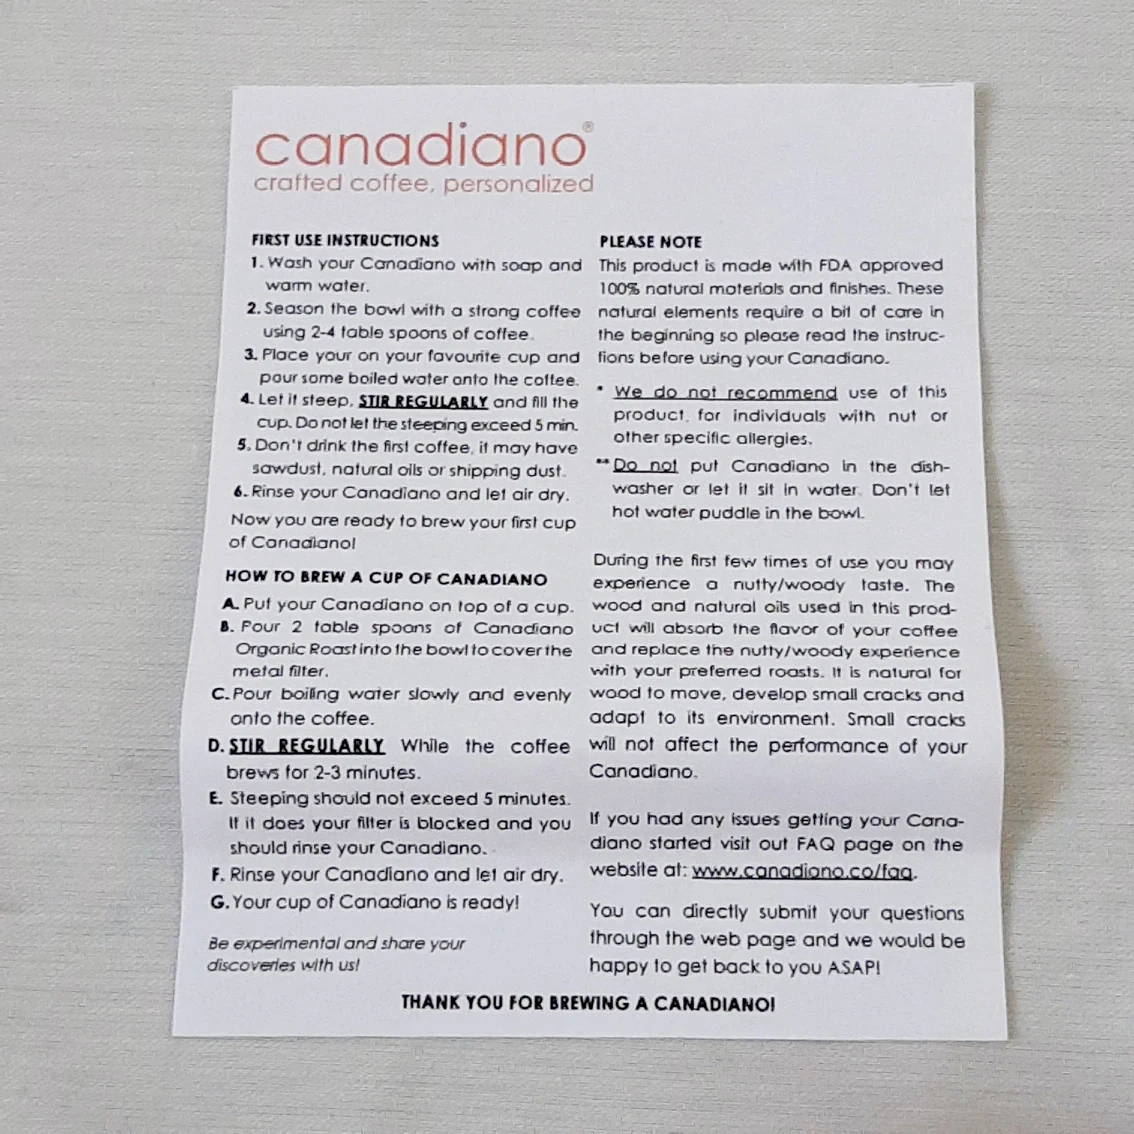 canadiano®
crafted coffee, personalized
FIRST USE INSTRUCTIONS
1. Wash your Canadiano with soap and
warm water.
2. Season the bowl with a strong coffee
using 2-4 table spoons of coffee.
3. Place your on your favourite cup and
pour some boiled water onto the coffee.
4. Let it steep, STIR REGULARLY and fill the
cup. Do not let the steeping exceed 5 min.
5. Don't drink the first coffee, it may have
sawdust, natural oils or shipping dust.
6. Rinse your Canadiano and let air dry.
Now you are ready to brew your first cup
of Canadiano!
HOW TO BREW A CUP OF CANADIANO
A. Put your Canadiano on top of a cup.
B. Pour 2 table spoons of Canadiano
Organic Roast into the bowl to cover the
metal filter.
C. Pour boiling water slowly and evenly
onto the coffee.
D. STIR REGULARLY While the coffee
brews for 2-3 minutes.
E. Steeping should not exceed 5 minutes.
If it does your filter is blocked and you
should rinse your Canadiano.
F. Rinse your Canadiano and let air dry.
G. Your cup of Canadiano is ready!
Be experimental and share your
discoveries with us!
PLEASE NOTE
This product is made with FDA approved
100% natural materials and finishes. These
natural elements require a bit of care in
the beginning so please read the instruc-
tions before using your Canadiano.
* We do not recommend use of this
product, for individuals with nut or
other specific allergies.
** Do not put Canadiano in the dish-
washer or let it sit in water. Don't let
hot water puddle in the bowl.
During the first few times of use you may
experience a nutty/woody taste. The
wood and natural oils used in this prod-
uct will absorb the flavor of your coffee
and replace the nutty/woody experience
with your preferred roasts. It is natural for
wood to move, develop small cracks and
adapt to its environment. Small cracks
will not affect the performance of your
Canadiano.
If you had any issues getting your Cana-
diano started visit out FAQ page on the
website at: www.canadiano.co/faq.
You can directly submit your questions
through the web page and we would be
happy to get back to you ASAP!
THANK YOU FOR BREWING A CANADIANO!